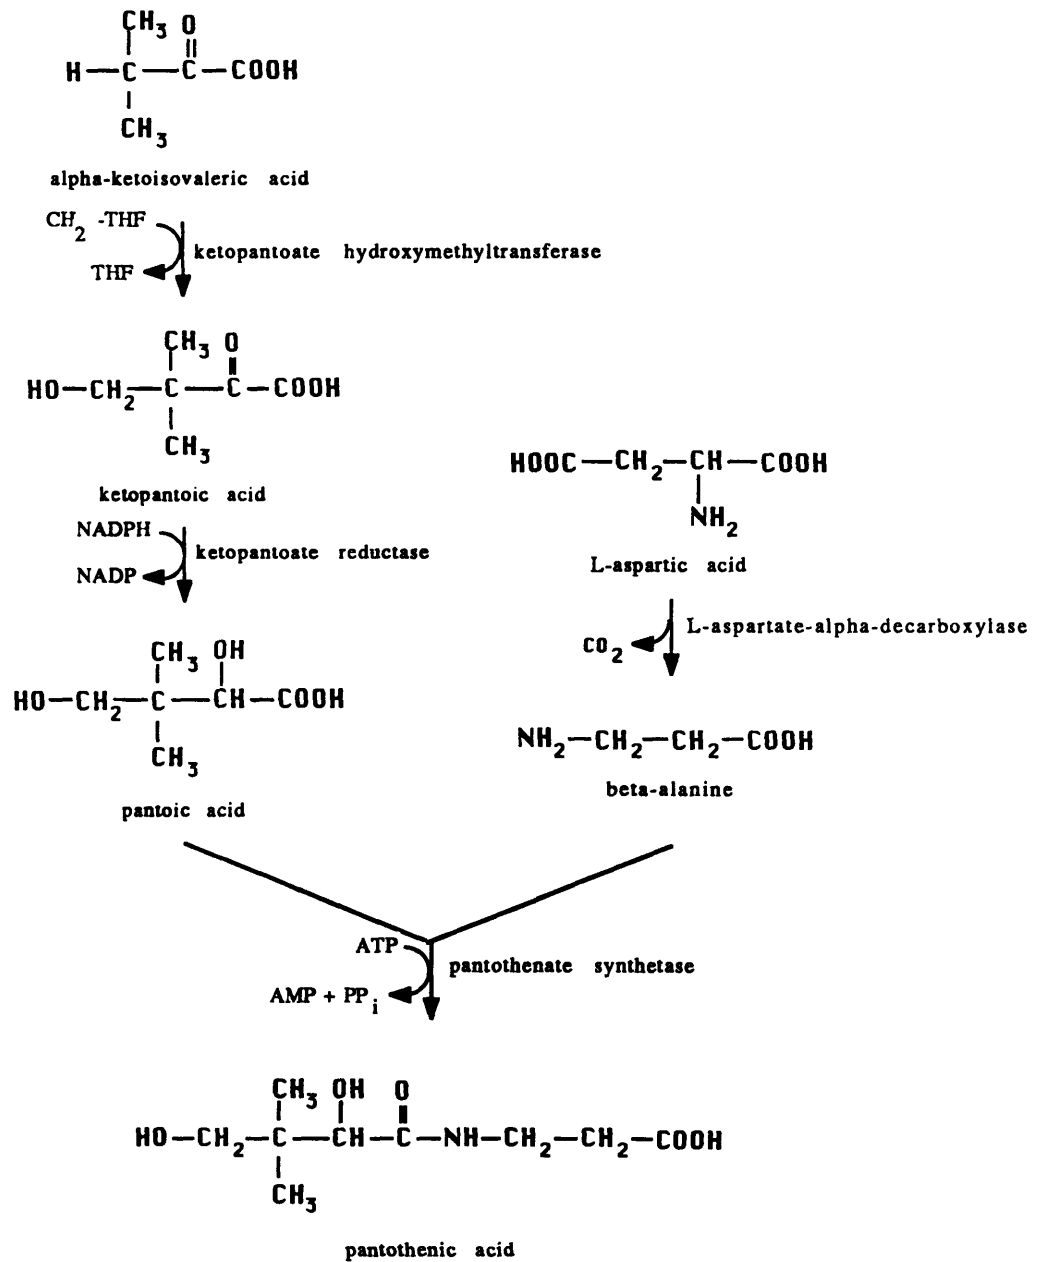 CH3 O
H—C—C—COOH
CH3
alpha-ketoisovaleric acid
CH2 -THF
ketopantoate hydroxymethyltransferase
THF
CH3 O
HO—CH2—C—C—COOH
CH3
ketopantoic acid
NADPH
ketopantoate reductase
NADP
CH3 OH
HO—CH2—C—CH—COOH
CH3
pantoic acid
HOOC—CH2—CH—COOH
NH2
L-aspartic acid
L-aspartate-alpha-decarboxylase
CO2
NH2—CH2—CH2—COOH
beta-alanine
ATP
pantothenate synthetase
AMP + PPi
CH3 OH O
HO—CH2—C—CH—C—NH—CH2—CH2—COOH
CH3
pantothenic acid